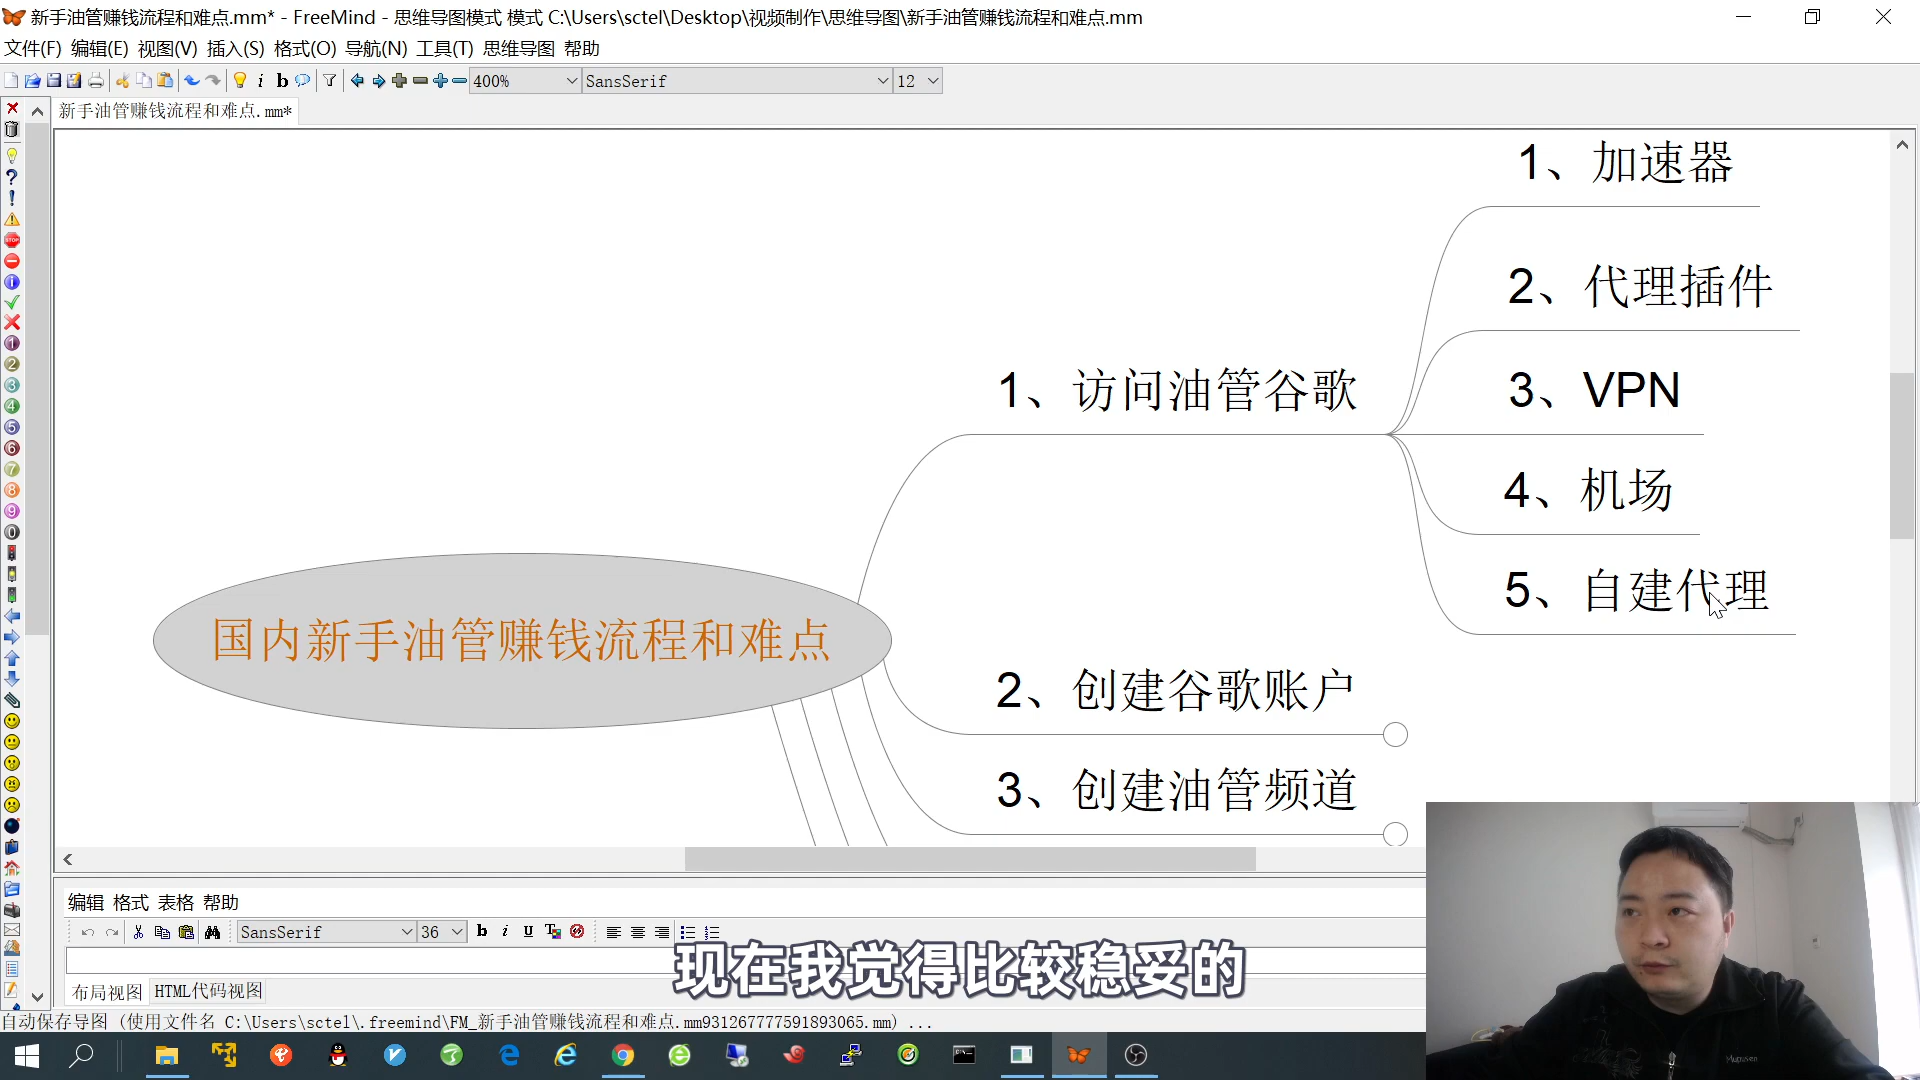 新手油管赚钱流程和难点.mm* - FreeMind - 思维导图模式 模式 C:\Users\sctel\Desktop\视频制作\思维导图\新手油管赚钱流程和难点.mm
文件(F) 编辑(E) 视图(V) 插入(S) 格式(O) 导航(N) 工具(T) 思维导图 帮助
400% SansSerif 12
新手油管赚钱流程和难点.mm*
1、加速器
2、代理插件
1、访问油管谷歌
3、VPN
4、机场
5、自建代理
国内新手油管赚钱流程和难点
2、创建谷歌账户
3、创建油管频道
编辑 格式 表格 帮助
SansSerif 36
现在我觉得比较稳妥的
布局视图 HTML代码视图
自动保存导图 (使用文件名 C:\Users\sctel\.freemind\FM_新手油管赚钱流程和难点.mm931267777591893065.mm) ...